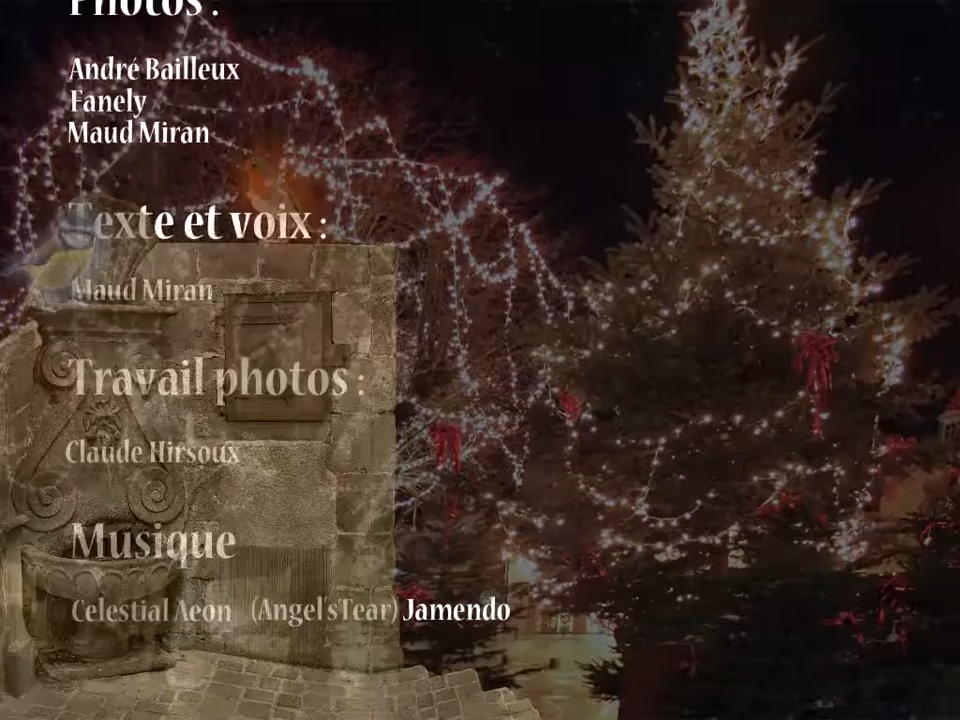 Photos :
André Bailleux
Fanely
Maud Miran
Texte et voix :
Maud Miran
Travail photos :
Claude Hirsoux
Musique
Celestial Aeon (Angel'sTear) Jamendo